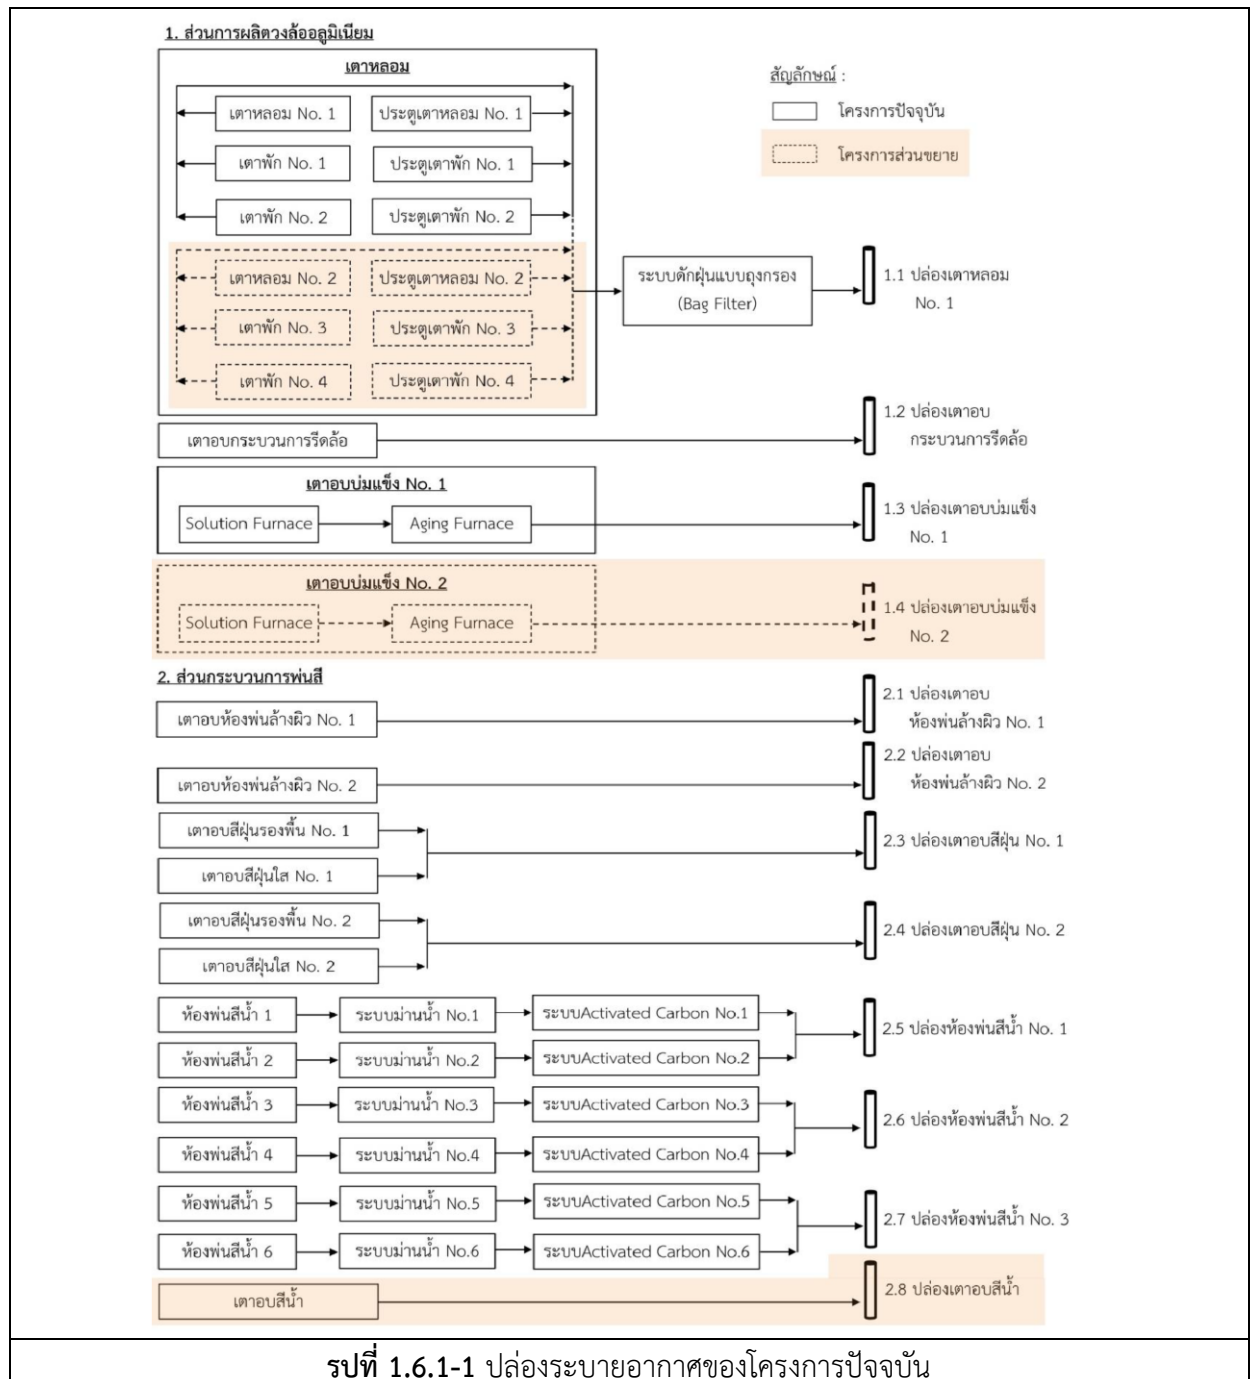 1. ส่วนการผลิตวงล้ออลูมิเนียม
เตาหลอม
สัญลักษณ์ :
เตาหลอม No. 1
ประตูเตาหลอม No. 1
โครงการปัจจุบัน
เตาพัก No. 1
ประตูเตาพัก No. 1
โครงการส่วนขยาย
เตาพัก No. 2
ประตูเตาพัก No. 2
เตาหลอม No. 2
ประตูเตาหลอม No. 2
เตาพัก No. 3
ประตูเตาพัก No. 3
เตาพัก No. 4
ประตูเตาพัก No. 4
ระบบดักฝุ่นแบบถุงกรอง
(Bag Filter)
1.1 ปล่องเตาหลอม
No. 1
เตาอบกระบวนการรีดล้อ
1.2 ปล่องเตาอบ
กระบวนการรีดล้อ
เตาอบบ่มแข็ง No. 1
Solution Furnace
Aging Furnace
1.3 ปล่องเตาอบบ่มแข็ง
No. 1
เตาอบบ่มแข็ง No. 2
Solution Furnace
Aging Furnace
1.4 ปล่องเตาอบบ่มแข็ง
No. 2
2. ส่วนกระบวนการพ่นสี
เตาอบห้องพ่นล้างผิว No. 1
2.1 ปล่องเตาอบ
ห้องพ่นล้างผิว No. 1
เตาอบห้องพ่นล้างผิว No. 2
2.2 ปล่องเตาอบ
ห้องพ่นล้างผิว No. 2
เตาอบสีฝุ่นรองพื้น No. 1
เตาอบสีฝุ่นใส No. 1
2.3 ปล่องเตาอบสีฝุ่น No. 1
เตาอบสีฝุ่นรองพื้น No. 2
เตาอบสีฝุ่นใส No. 2
2.4 ปล่องเตาอบสีฝุ่น No. 2
ห้องพ่นสีน้ำ 1
ระบบม่านน้ำ No.1
ระบบActivated Carbon No.1
ห้องพ่นสีน้ำ 2
ระบบม่านน้ำ No.2
ระบบActivated Carbon No.2
2.5 ปล่องห้องพ่นสีน้ำ No. 1
ห้องพ่นสีน้ำ 3
ระบบม่านน้ำ No.3
ระบบActivated Carbon No.3
ห้องพ่นสีน้ำ 4
ระบบม่านน้ำ No.4
ระบบActivated Carbon No.4
2.6 ปล่องห้องพ่นสีน้ำ No. 2
ห้องพ่นสีน้ำ 5
ระบบม่านน้ำ No.5
ระบบActivated Carbon No.5
ห้องพ่นสีน้ำ 6
ระบบม่านน้ำ No.6
ระบบActivated Carbon No.6
2.7 ปล่องห้องพ่นสีน้ำ No. 3
เตาอบสีน้ำ
2.8 ปล่องเตาอบสีน้ำ
รูปที่ 1.6.1-1 ปล่องระบายอากาศของโครงการปัจจุบัน